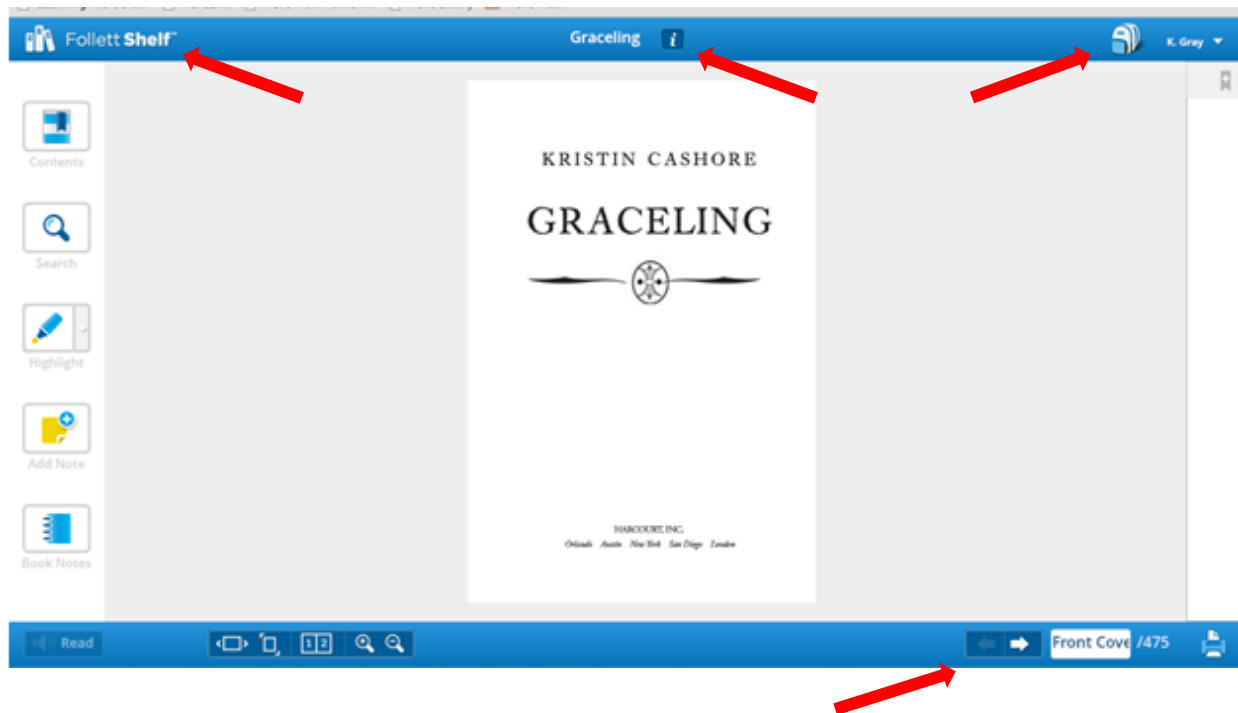 Follett Shelf™
Graceling i
K. Gray
Contents
Search
Highlight
Add Note
Book Notes
KRISTIN CASHORE
GRACELING
HARCOURT, INC.
Orlando Austin New York San Diego London
Read
1 2
Front Cove /475